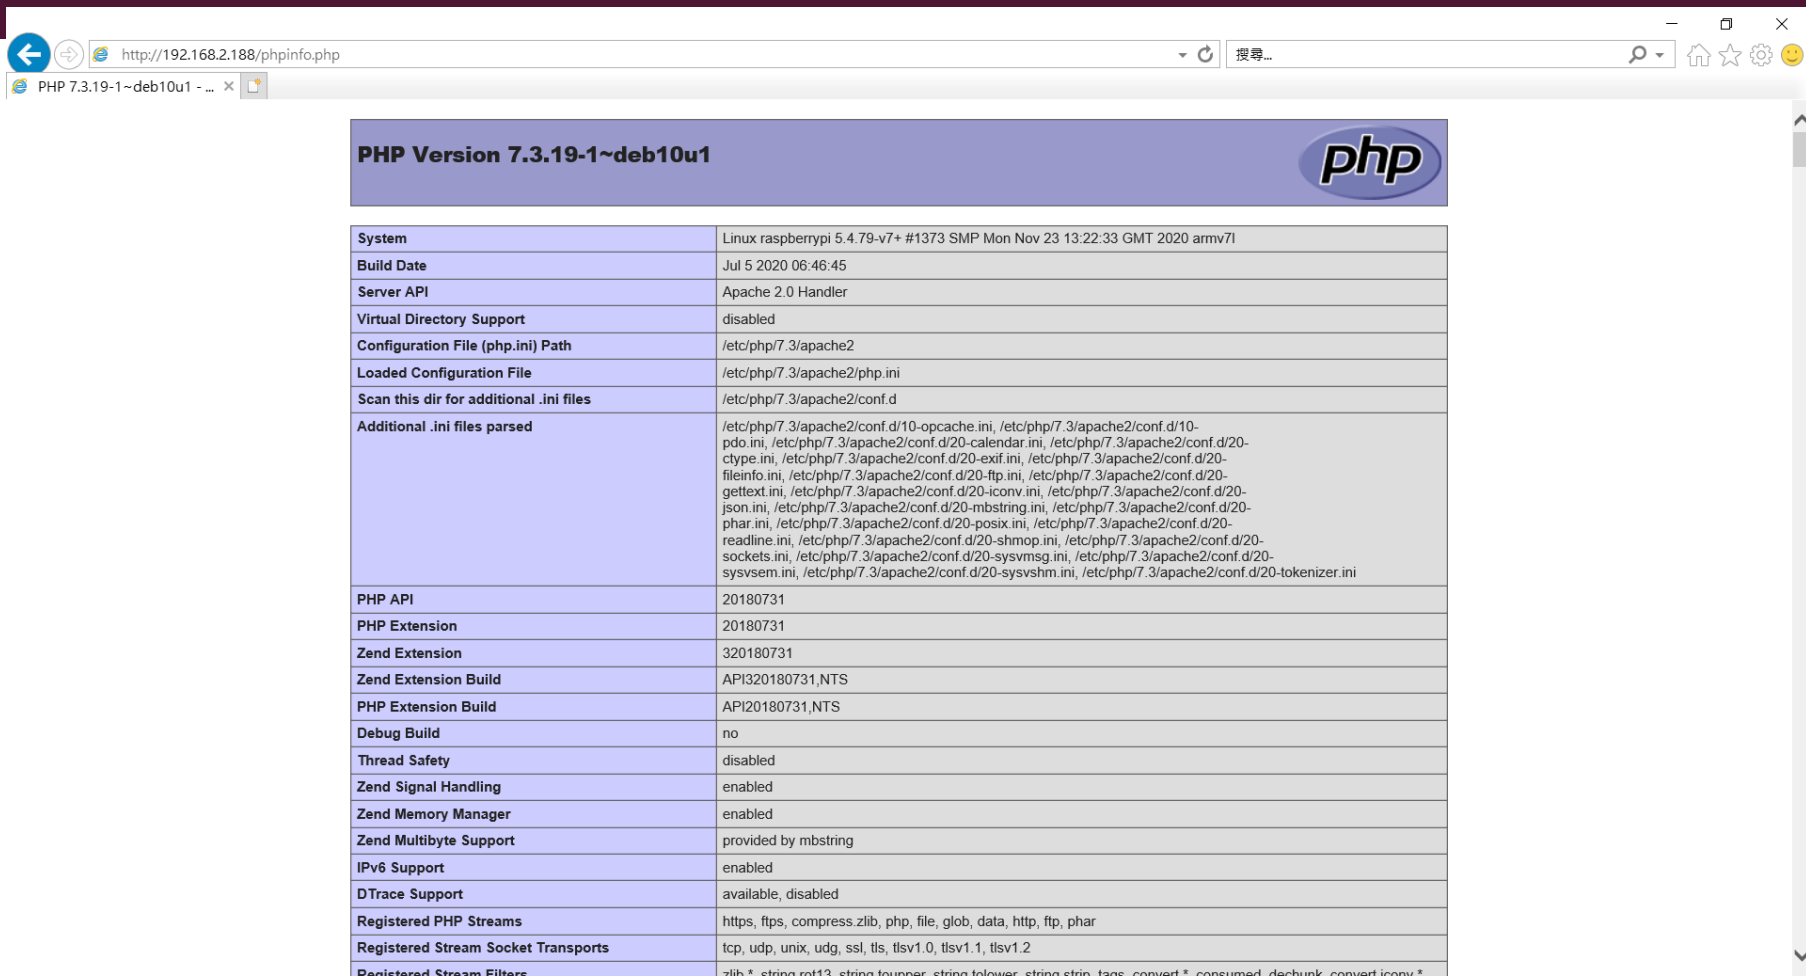 http://192.168.2.188/phpinfo.php
搜尋...
PHP 7.3.19-1~deb10u1 - ...
PHP Version 7.3.19-1~deb10u1
php
System Linux raspberrypi 5.4.79-v7+ #1373 SMP Mon Nov 23 13:22:33 GMT 2020 armv7l
Build Date Jul 5 2020 06:46:45
Server API Apache 2.0 Handler
Virtual Directory Support disabled
Configuration File (php.ini) Path /etc/php/7.3/apache2
Loaded Configuration File /etc/php/7.3/apache2/php.ini
Scan this dir for additional .ini files /etc/php/7.3/apache2/conf.d
Additional .ini files parsed /etc/php/7.3/apache2/conf.d/10-opcache.ini, /etc/php/7.3/apache2/conf.d/10-
pdo.ini, /etc/php/7.3/apache2/conf.d/20-calendar.ini, /etc/php/7.3/apache2/conf.d/20-
ctype.ini, /etc/php/7.3/apache2/conf.d/20-exif.ini, /etc/php/7.3/apache2/conf.d/20-
fileinfo.ini, /etc/php/7.3/apache2/conf.d/20-ftp.ini, /etc/php/7.3/apache2/conf.d/20-
gettext.ini, /etc/php/7.3/apache2/conf.d/20-iconv.ini, /etc/php/7.3/apache2/conf.d/20-
json.ini, /etc/php/7.3/apache2/conf.d/20-mbstring.ini, /etc/php/7.3/apache2/conf.d/20-
phar.ini, /etc/php/7.3/apache2/conf.d/20-posix.ini, /etc/php/7.3/apache2/conf.d/20-
readline.ini, /etc/php/7.3/apache2/conf.d/20-shmop.ini, /etc/php/7.3/apache2/conf.d/20-
sockets.ini, /etc/php/7.3/apache2/conf.d/20-sysvmsg.ini, /etc/php/7.3/apache2/conf.d/20-
sysvsem.ini, /etc/php/7.3/apache2/conf.d/20-sysvshm.ini, /etc/php/7.3/apache2/conf.d/20-tokenizer.ini
PHP API 20180731
PHP Extension 20180731
Zend Extension 320180731
Zend Extension Build API320180731,NTS
PHP Extension Build API20180731,NTS
Debug Build no
Thread Safety disabled
Zend Signal Handling enabled
Zend Memory Manager enabled
Zend Multibyte Support provided by mbstring
IPv6 Support enabled
DTrace Support available, disabled
Registered PHP Streams https, ftps, compress.zlib, php, file, glob, data, http, ftp, phar
Registered Stream Socket Transports tcp, udp, unix, udg, ssl, tls, tlsv1.0, tlsv1.1, tlsv1.2
Registered Stream Filters zlib.*, string.rot13, string.toupper, string.tolower, string.strip_tags, convert.*, consumed, dechunk, convert.iconv.*